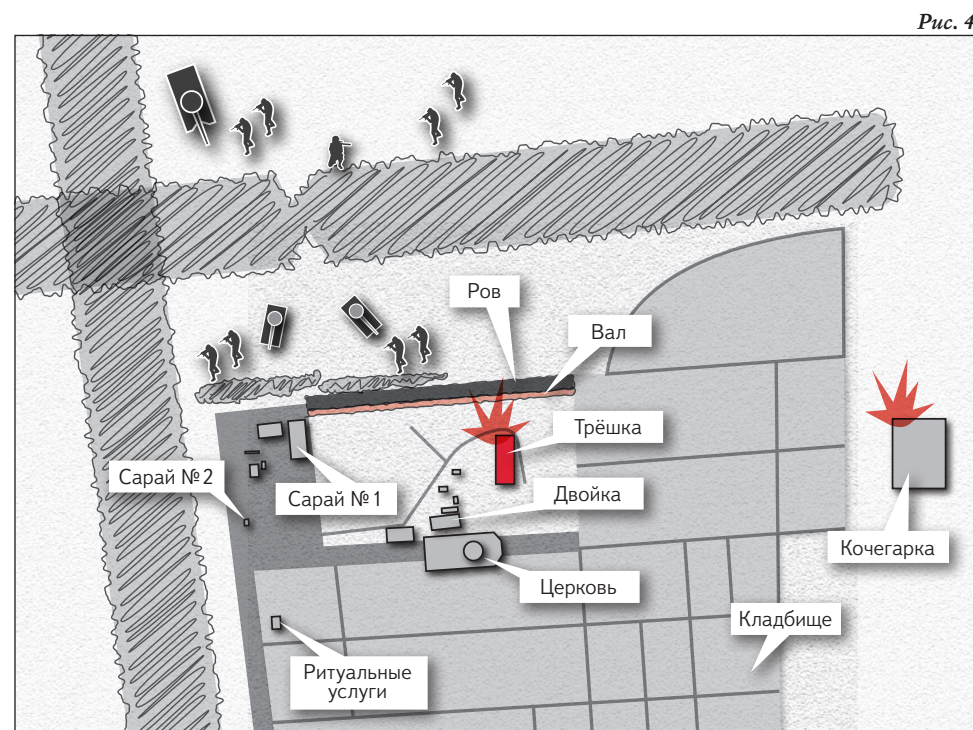 Рис. 4
Ров
Вал
Трёшка
Сарай №2
Сарай №1
Двойка
Кочегарка
Церковь
Кладбище
Ритуальные
услуги